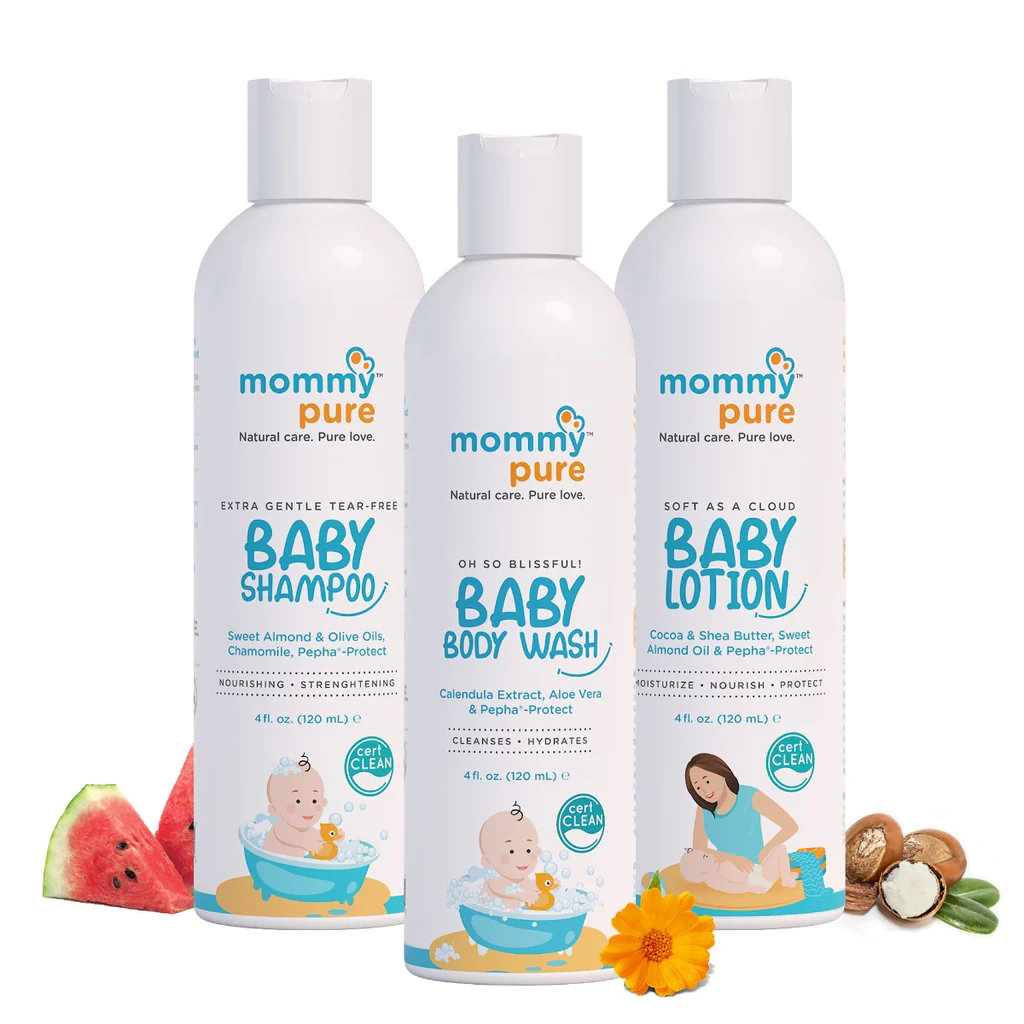 mommy™
pure
Natural care. Pure love.
EXTRA GENTLE TEAR-FREE
BABY
SHAMPOO
Sweet Almond & Olive Oils,
Chamomile, Pepha®-Protect
NOURISHING • STRENGHTENING
4 fl. oz. (120 mL) ℮
cert
CLEAN
mommy™
pure
Natural care. Pure love.
OH SO BLISSFUL!
BABY
BODY WASH
Calendula Extract, Aloe Vera
& Pepha®-Protect
CLEANSES • HYDRATES
4 fl. oz. (120 mL) ℮
cert
CLEAN
mommy™
pure
Natural care. Pure love.
SOFT AS A CLOUD
BABY
LOTION
Cocoa & Shea Butter, Sweet
Almond Oil & Pepha®-Protect
MOISTURIZE • NOURISH • PROTECT
4 fl. oz. (120 mL) ℮
cert
CLEAN